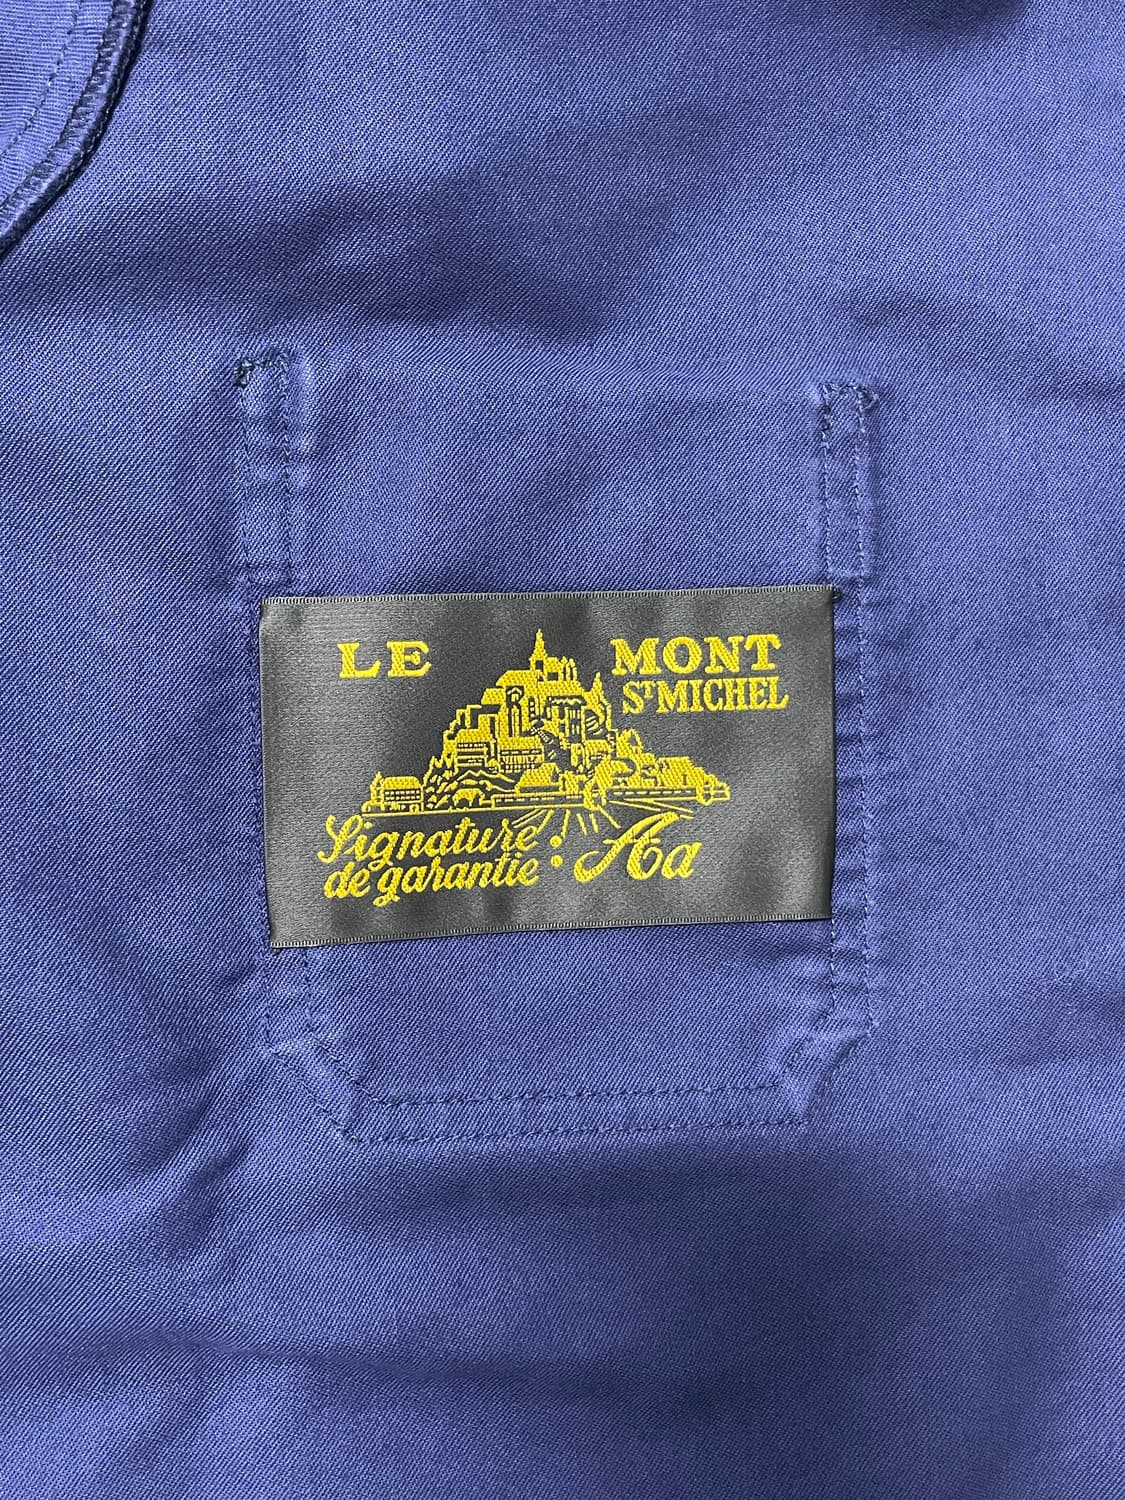 LE MONT
ST MICHEL
Signature
de garantie : Aa